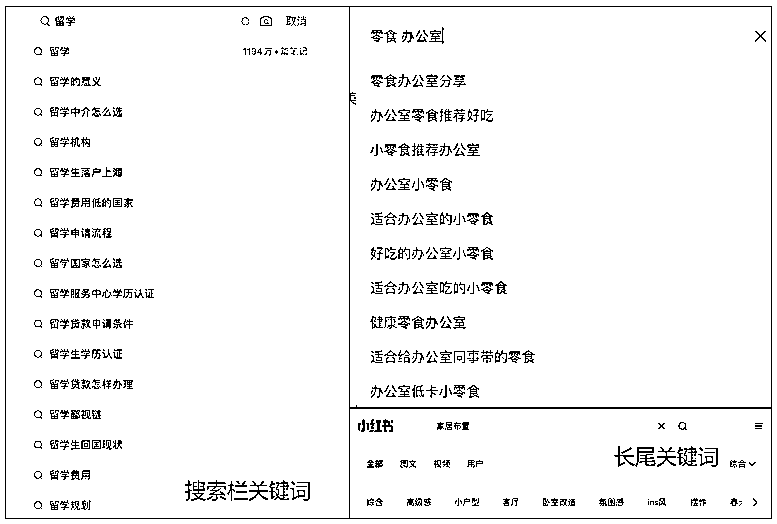 留学
取消
留学
1194万+篇笔记
留学的意义
留学中介怎么选
留学机构
留学生落户上海
留学费用低的国家
留学申请流程
留学国家怎么选
留学服务中心学历认证
留学贷款申请条件
留学生学历认证
留学贷款怎样办理
留学鄙视链
留学生回国现状
留学费用
留学规划
搜索栏关键词
零食 办公室
零食办公室分享
办公室零食推荐好吃
小零食推荐办公室
办公室小零食
适合办公室的小零食
好吃的办公室小零食
适合办公室吃的小零食
健康零食办公室
适合给办公室同事带的零食
办公室低卡小零食
小红书
家居布置
全部 图文 视频 用户
长尾关键词
综合
综合 高级感 小户型 客厅 卧室改造 氛围感 ins风 摆件